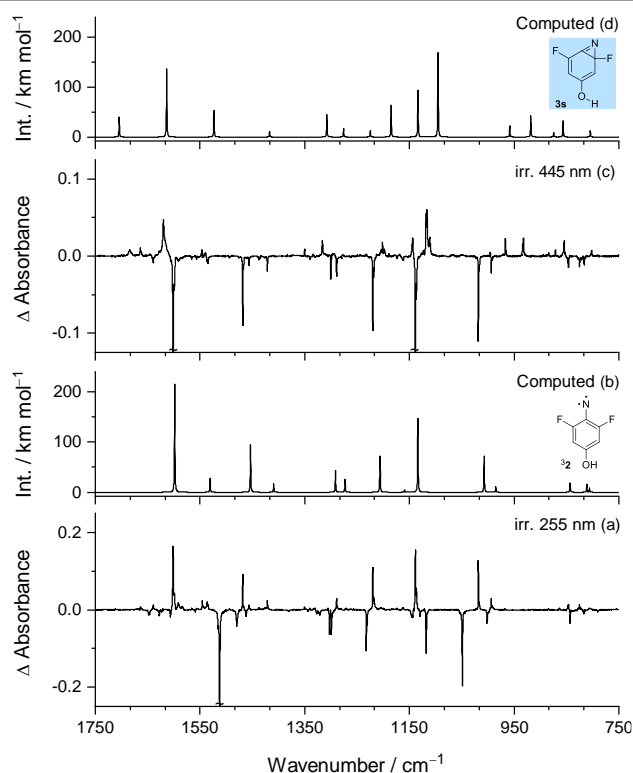 Computed (d)
200
100
0
Int. / km mol⁻¹
N
F
F
O
H
3s
irr. 445 nm (c)
0.1
0.0
-0.1
Δ Absorbance
Computed (b)
200
100
0
Int. / km mol⁻¹
N
F
F
OH
³2
irr. 255 nm (a)
0.2
0.0
-0.2
Δ Absorbance
1750 1550 1350 1150 950 750
Wavenumber / cm⁻¹